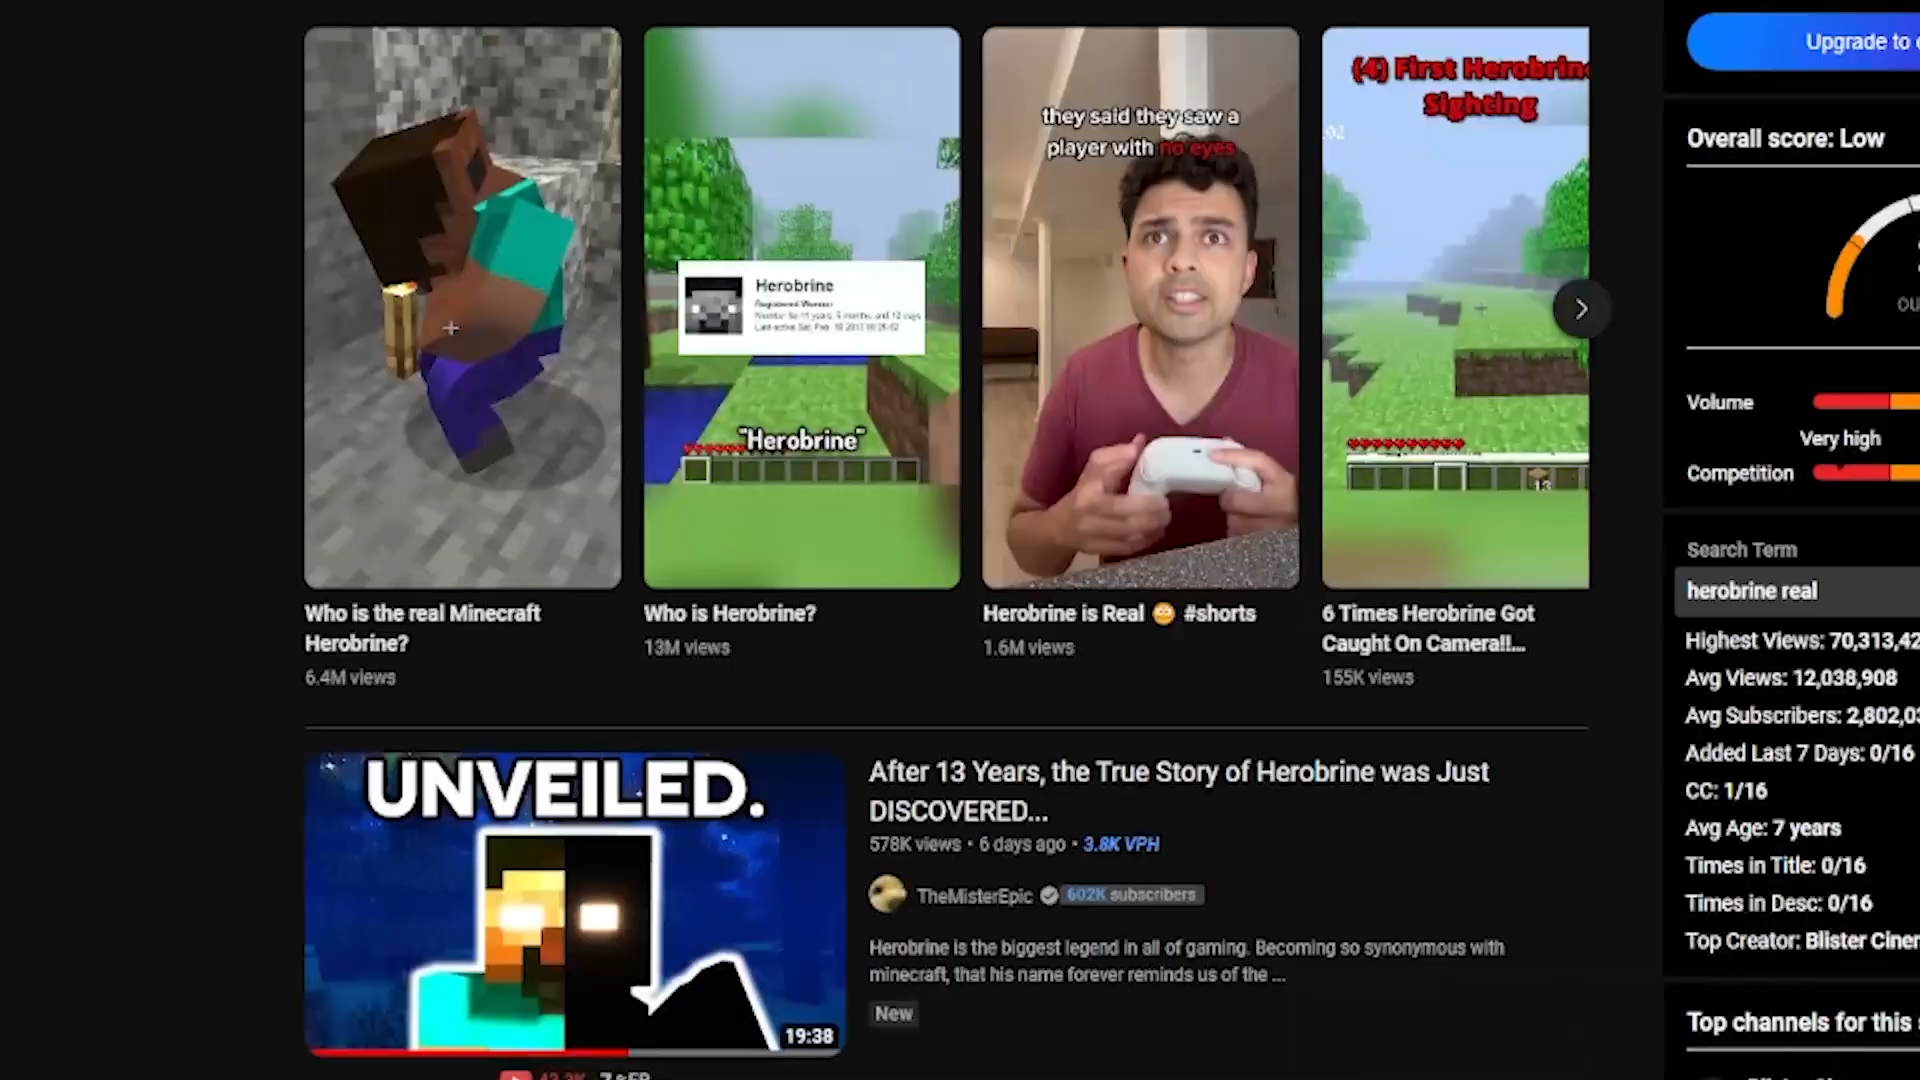 they said they saw a
player with no eyes
(4) First Herobrine
Sighting
Herobrine
"Herobrine"
13
Who is the real Minecraft
Herobrine?
6.4M views
Who is Herobrine?
13M views
Herobrine is Real 😳 #shorts
1.6M views
6 Times Herobrine Got
Caught On Camera!!...
155K views
UNVEILED.
19:38
After 13 Years, the True Story of Herobrine was Just
DISCOVERED...
578K views • 6 days ago • 3.8K VPH
TheMisterEpic 602K subscribers
Herobrine is the biggest legend in all of gaming. Becoming so synonymous with
minecraft, that his name forever reminds us of the ...
New
Upgrade to
Overall score: Low
Volume
Very high
Competition
Search Term
herobrine real
Highest Views: 70,313,42
Avg Views: 12,038,908
Avg Subscribers: 2,802,03
Added Last 7 Days: 0/16
CC: 1/16
Avg Age: 7 years
Times in Title: 0/16
Times in Desc: 0/16
Top Creator: Blister Cinem
Top channels for this